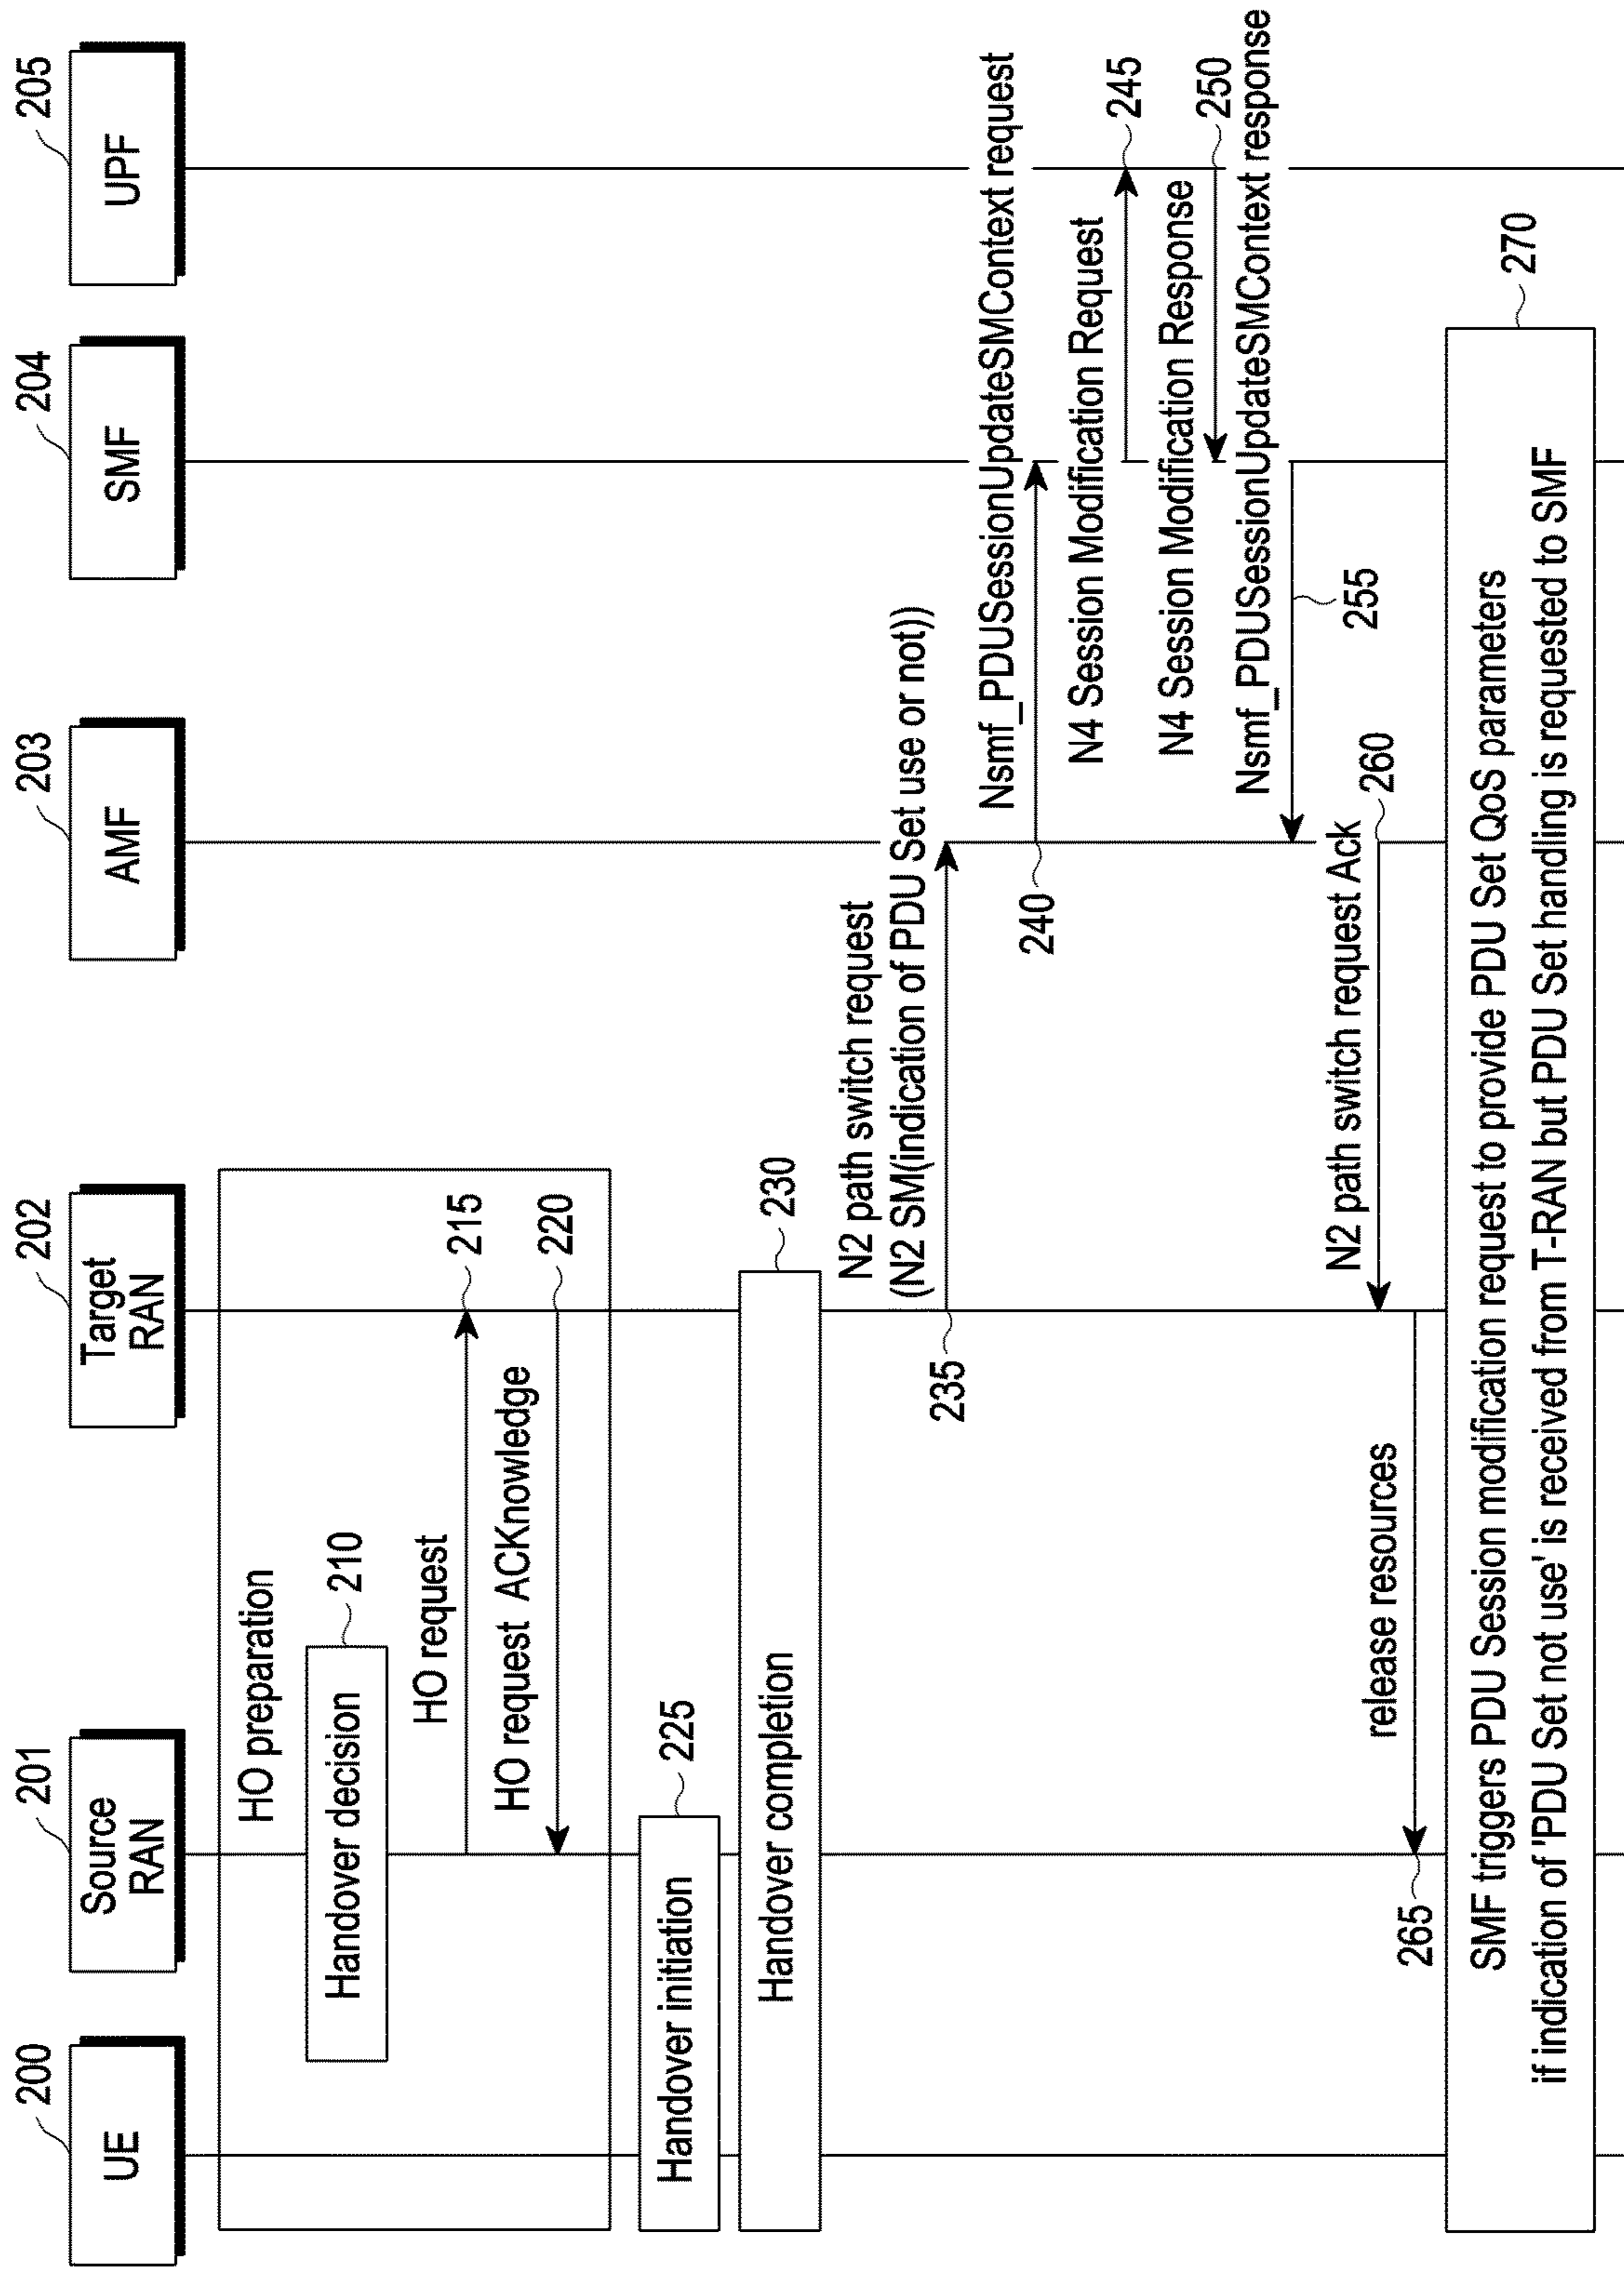 200
201
202
203
204
205
UE
Source
RAN
Target
RAN
AMF
SMF
UPF
HO preparation
Handover decision
210
HO request
215
HO request ACKnowledge
220
Handover initiation
225
Handover completion
230
N2 path switch request
(N2 SM(indication of PDU Set use or not))
235
Nsmf_PDUSessionUpdateSMContext request
240
N4 Session Modification Request
245
N4 Session Modification Response
250
Nsmf_PDUSessionUpdateSMContext response
255
N2 path switch request Ack
260
release resources
265
SMF triggers PDU Session modification request to provide PDU Set QoS parameters
if indication of 'PDU Set not use' is received from T-RAN but PDU Set handling is requested to SMF
270